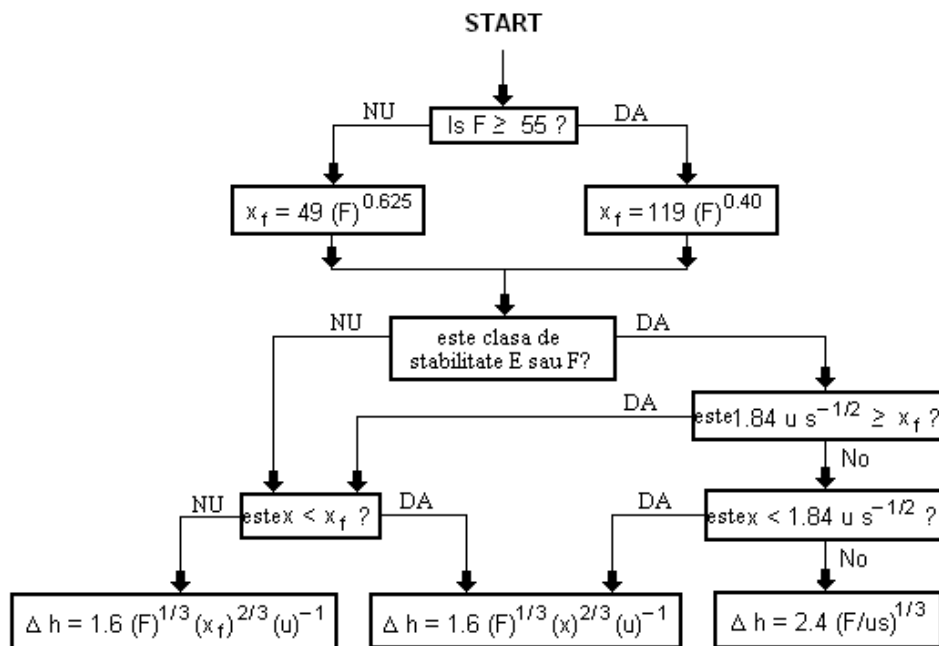 START
NU
DA
Is F ≥ 55 ?
x_f = 49 (F)^0.625
x_f = 119 (F)^0.40
NU
DA
este clasa de
stabilitate E sau F?
DA
este1.84 u s^−1/2 ≥ x_f ?
No
NU
estex < x_f ?
DA
DA
estex < 1.84 u s^−1/2 ?
No
Δ h = 1.6 (F)^1/3 (x_f)^2/3 (u)^−1
Δ h = 1.6 (F)^1/3 (x)^2/3 (u)^−1
Δ h = 2.4 (F/us)^1/3